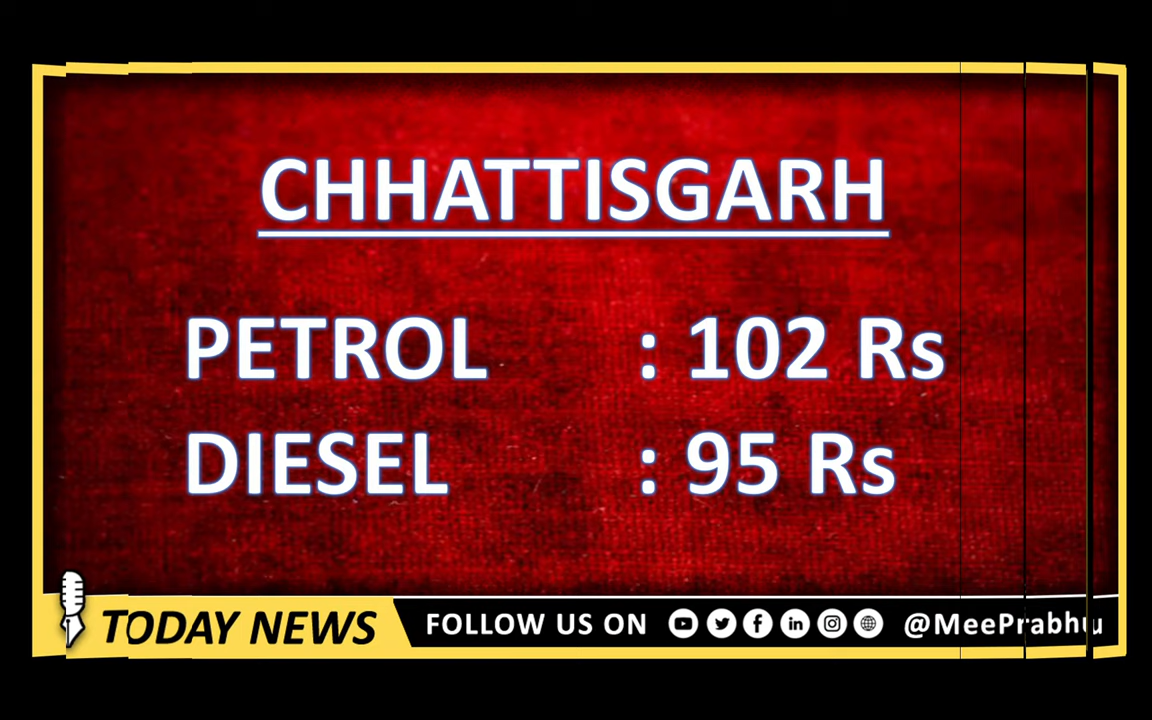 CHHATTISGARH
PETROL : 102 Rs
DIESEL : 95 Rs
TODAY NEWS FOLLOW US ON @MeePrabhu